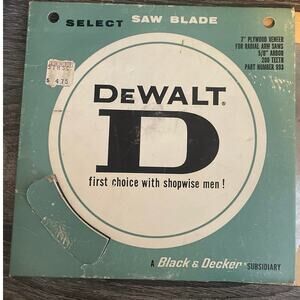 SELECT SAW BLADE
7" PLYWOOD VENEER
FOR RADIAL ARM SAWS
5/8" ARBOR
200 TEETH
PART NUMBER 993
$ 4.75
DEWALT®
D
first choice with shopwise men!
A Black & Decker SUBSIDIARY